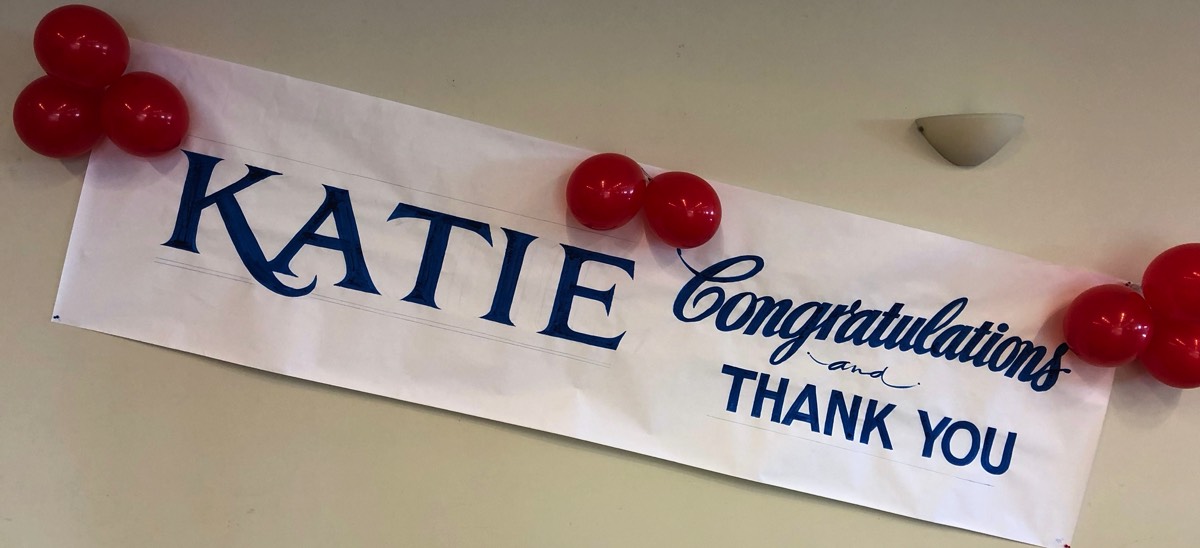 KATIE
Congratulations
and
THANK YOU